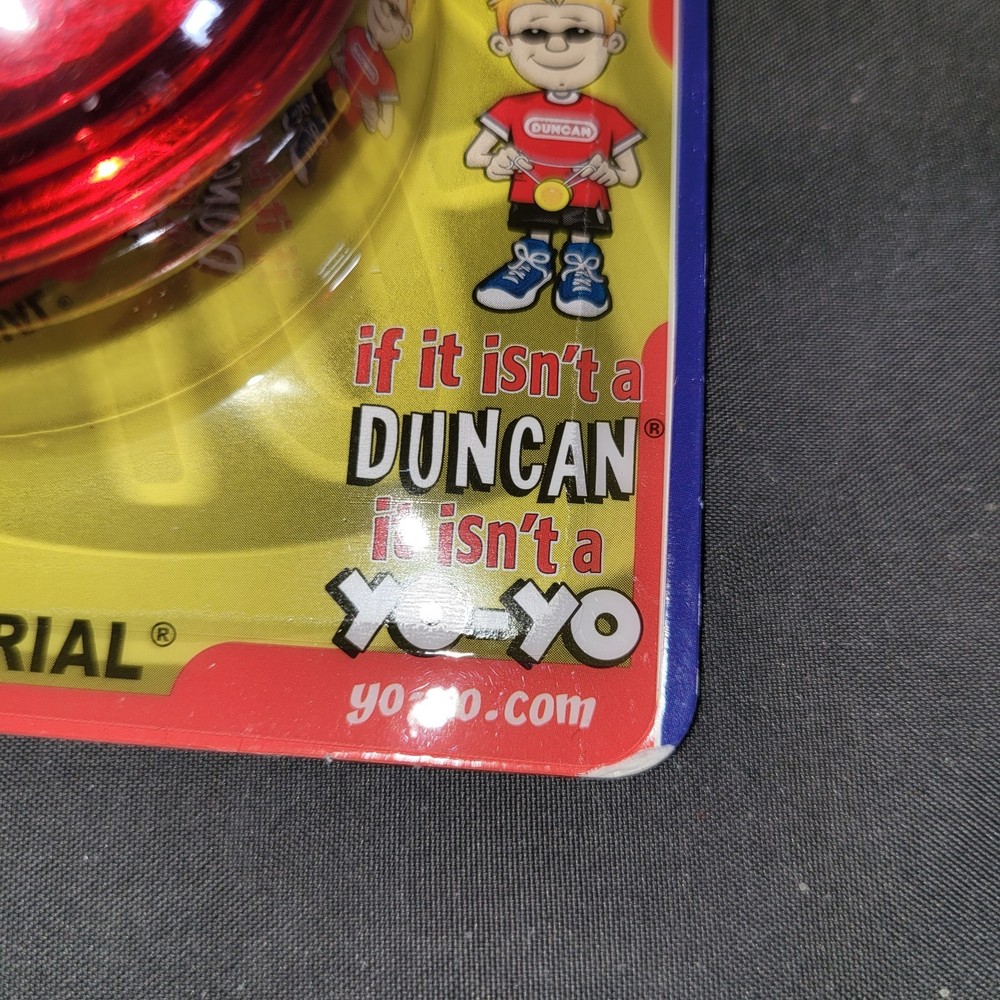 DUNCAN
if it isn't a
DUNCAN®
it isn't a
YO-YO
RIAL®
yo-yo.com